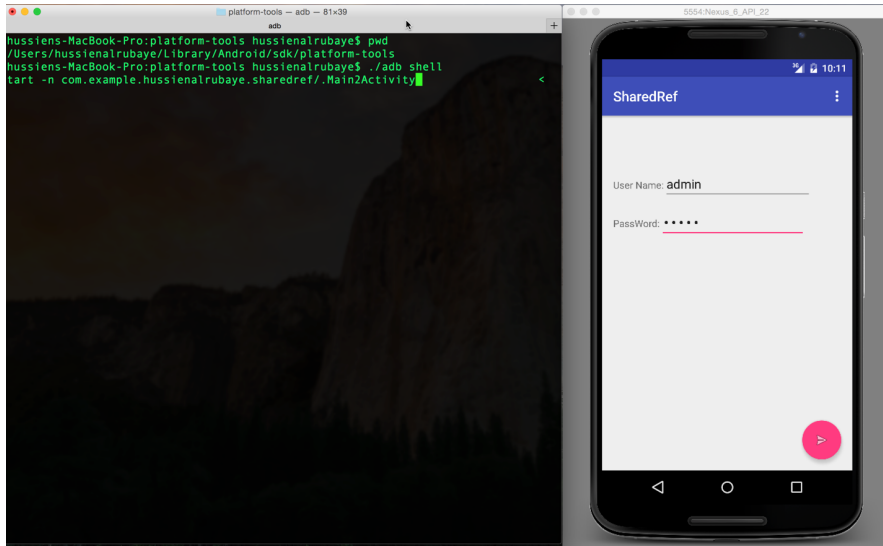 platform-tools — adb — 81×39
adb
+
hussiens-MacBook-Pro:platform-tools hussienalrubaye$ pwd
/Users/hussienalrubaye/Library/Android/sdk/platform-tools
hussiens-MacBook-Pro:platform-tools hussienalrubaye$ ./adb shell
tart -n com.example.hussienalrubaye.sharedref/.Main2Activity <
5554:Nexus_6_API_22
3G 10:11
SharedRef
User Name: admin
PassWord: •••••